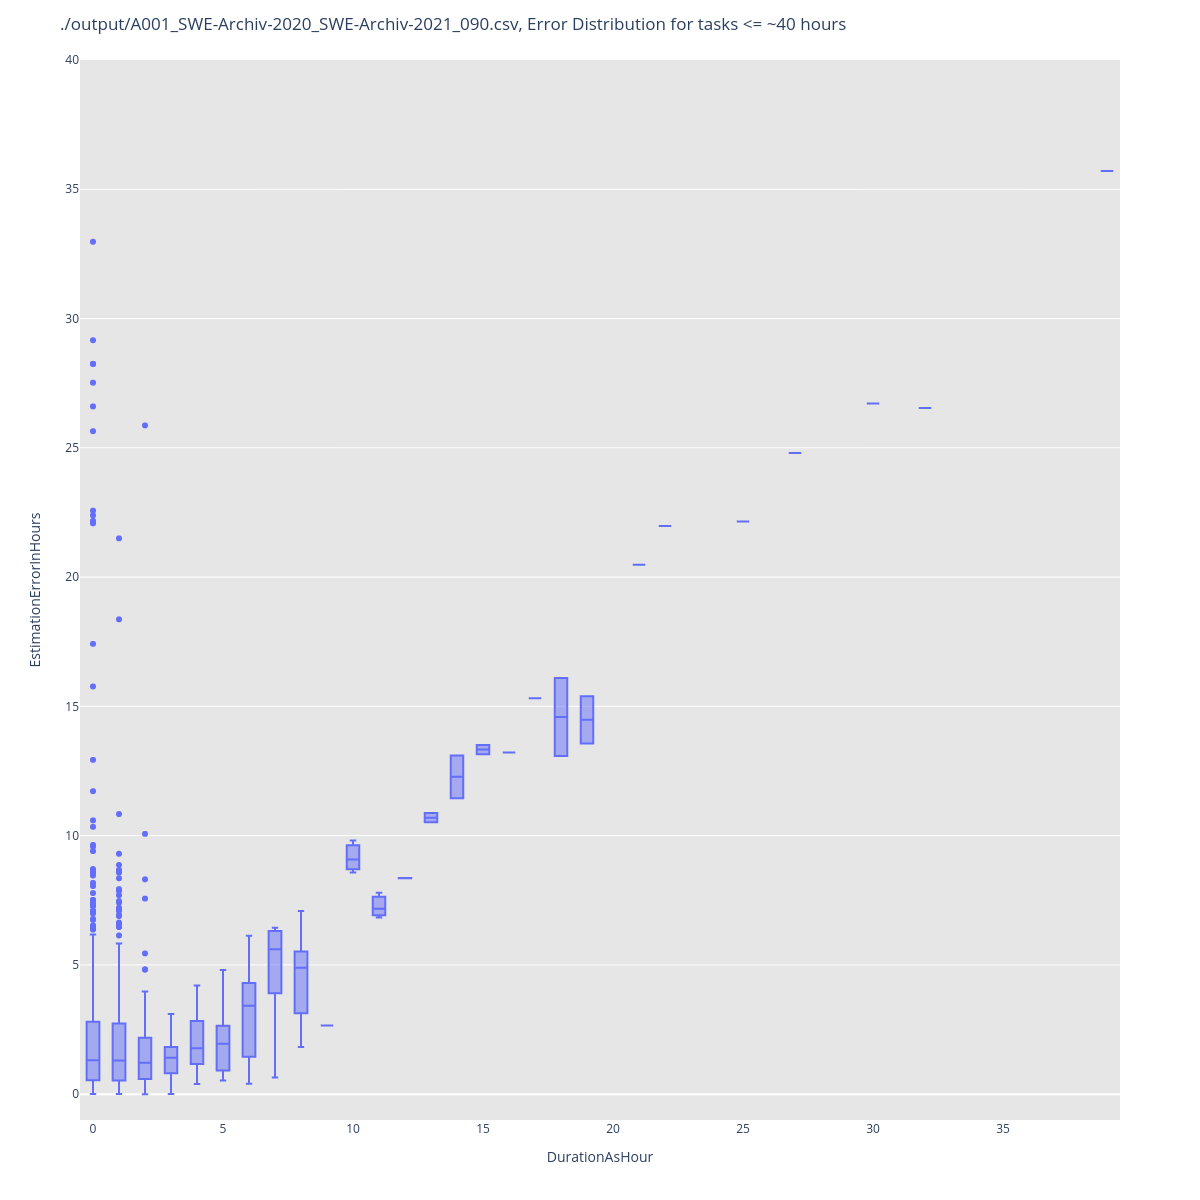 ./output/A001_SWE-Archiv-2020_SWE-Archiv-2021_090.csv, Error Distribution for tasks <= ~40 hours
40
35
30
25
20
15
10
5
0
EstimationErrorInHours
0 5 10 15 20 25 30 35
DurationAsHour